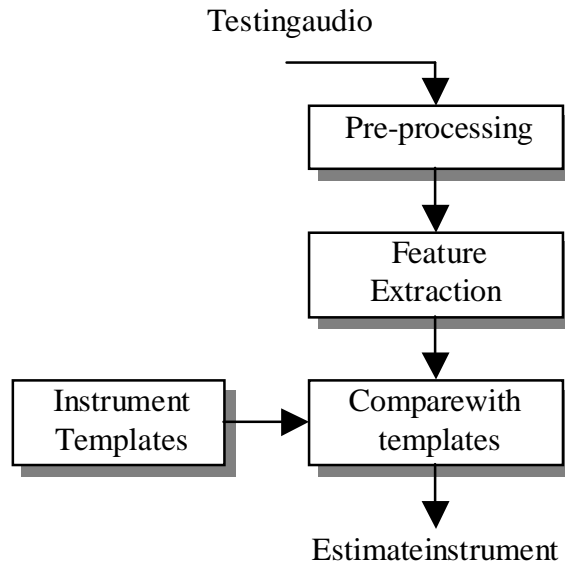 Testingaudio
Pre-processing
Feature
Extraction
Instrument
Templates
Comparewith
templates
Estimateinstrument